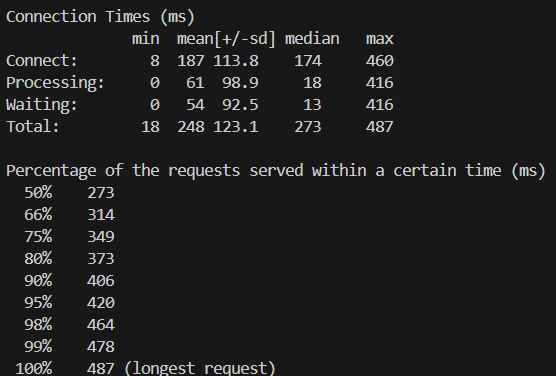 Connection Times (ms)
              min  mean[+/-sd] median   max
Connect:        8  187 113.8    174     460
Processing:     0   61  98.9     18     416
Waiting:        0   54  92.5     13     416
Total:         18  248 123.1    273     487

Percentage of the requests served within a certain time (ms)
  50%    273
  66%    314
  75%    349
  80%    373
  90%    406
  95%    420
  98%    464
  99%    478
 100%    487 (longest request)